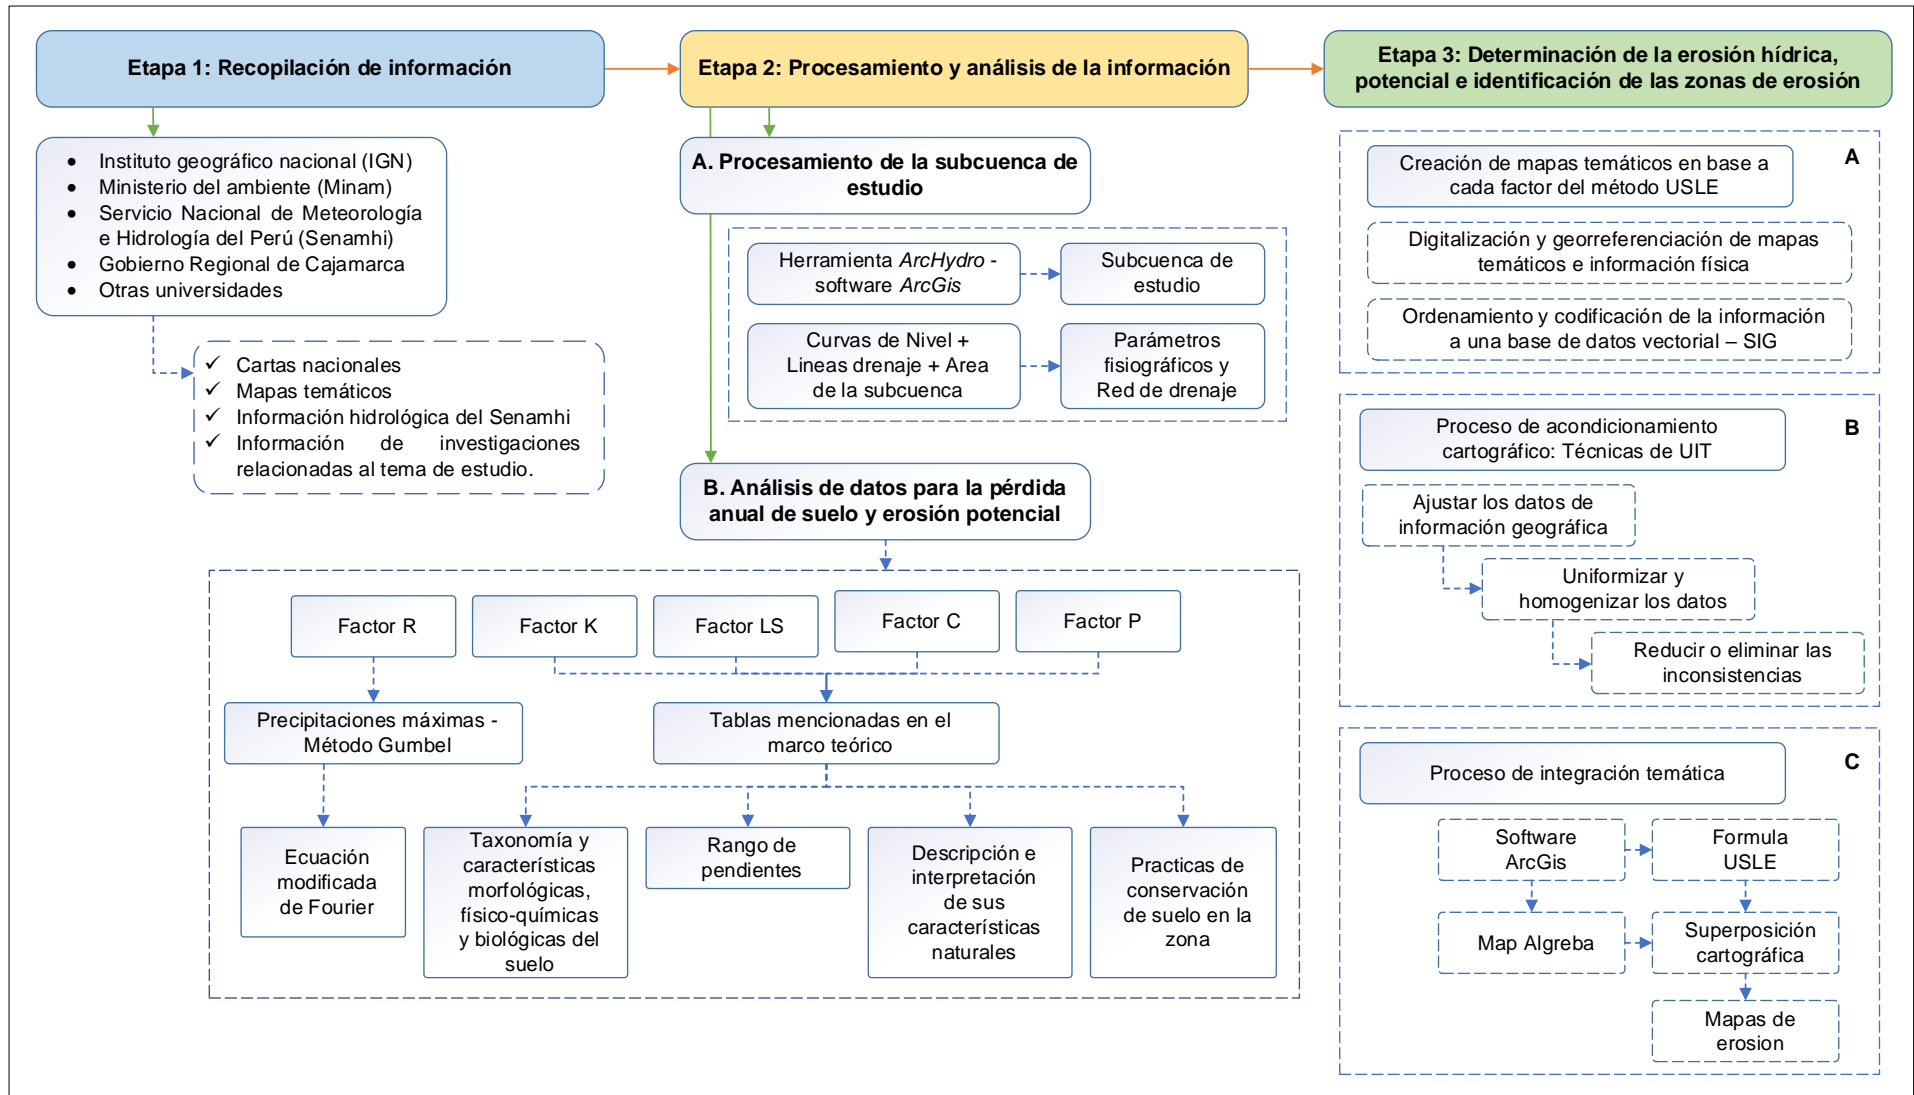 Etapa 1: Recopilación de información
Etapa 2: Procesamiento y análisis de la información
Etapa 3: Determinación de la erosión hídrica,
potencial e identificación de las zonas de erosión
• Instituto geográfico nacional (IGN)
• Ministerio del ambiente (Minam)
• Servicio Nacional de Meteorología
e Hidrología del Perú (Senamhi)
• Gobierno Regional de Cajamarca
• Otras universidades
✓ Cartas nacionales
✓ Mapas temáticos
✓ Información hidrológica del Senamhi
✓ Información de investigaciones
relacionadas al tema de estudio.
A. Procesamiento de la subcuenca de
estudio
Herramienta ArcHydro -
software ArcGis
Subcuenca de
estudio
Curvas de Nivel +
Lineas drenaje + Area
de la subcuenca
Parámetros
fisiográficos y
Red de drenaje
B. Análisis de datos para la pérdida
anual de suelo y erosión potencial
Factor R
Factor K
Factor LS
Factor C
Factor P
Precipitaciones máximas -
Método Gumbel
Tablas mencionadas en el
marco teórico
Ecuación
modificada
de Fourier
Taxonomía y
características
morfológicas,
físico-químicas
y biológicas del
suelo
Rango de
pendientes
Descripción e
interpretación
de sus
características
naturales
Practicas de
conservación
de suelo en la
zona
A
Creación de mapas temáticos en base a
cada factor del método USLE
Digitalización y georreferenciación de mapas
temáticos e información física
Ordenamiento y codificación de la información
a una base de datos vectorial – SIG
B
Proceso de acondicionamiento
cartográfico: Técnicas de UIT
Ajustar los datos de
información geográfica
Uniformizar y
homogenizar los datos
Reducir o eliminar las
inconsistencias
C
Proceso de integración temática
Software
ArcGis
Formula
USLE
Map Algreba
Superposición
cartográfica
Mapas de
erosion